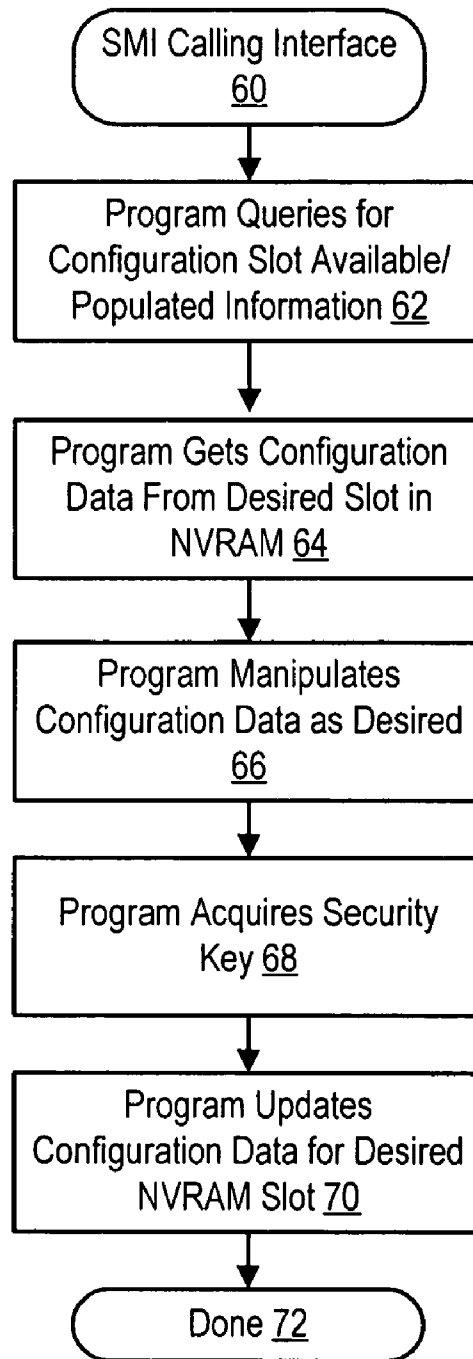 SMI Calling Interface
60
Program Queries for
Configuration Slot Available/
Populated Information 62
Program Gets Configuration
Data From Desired Slot in
NVRAM 64
Program Manipulates
Configuration Data as Desired
66
Program Acquires Security
Key 68
Program Updates
Configuration Data for Desired
NVRAM Slot 70
Done 72